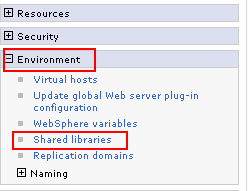 Resources
Security
Environment
Virtual hosts
Update global Web server plug-in
configuration
WebSphere variables
Shared libraries
Replication domains
Naming